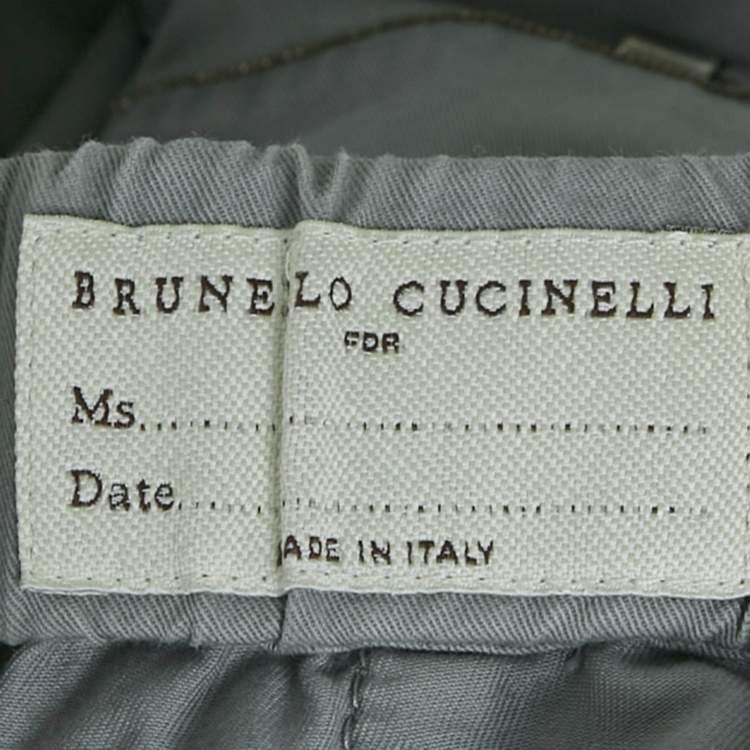 BRUNELLO CUCINELLI
FOR
Ms.......................................
Date.......................................
MADE IN ITALY